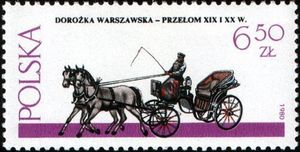 DOROŻKA WARSZAWSKA – PRZEŁOM XIX I XX W.
POLSKA
6.50
ZŁ
1980